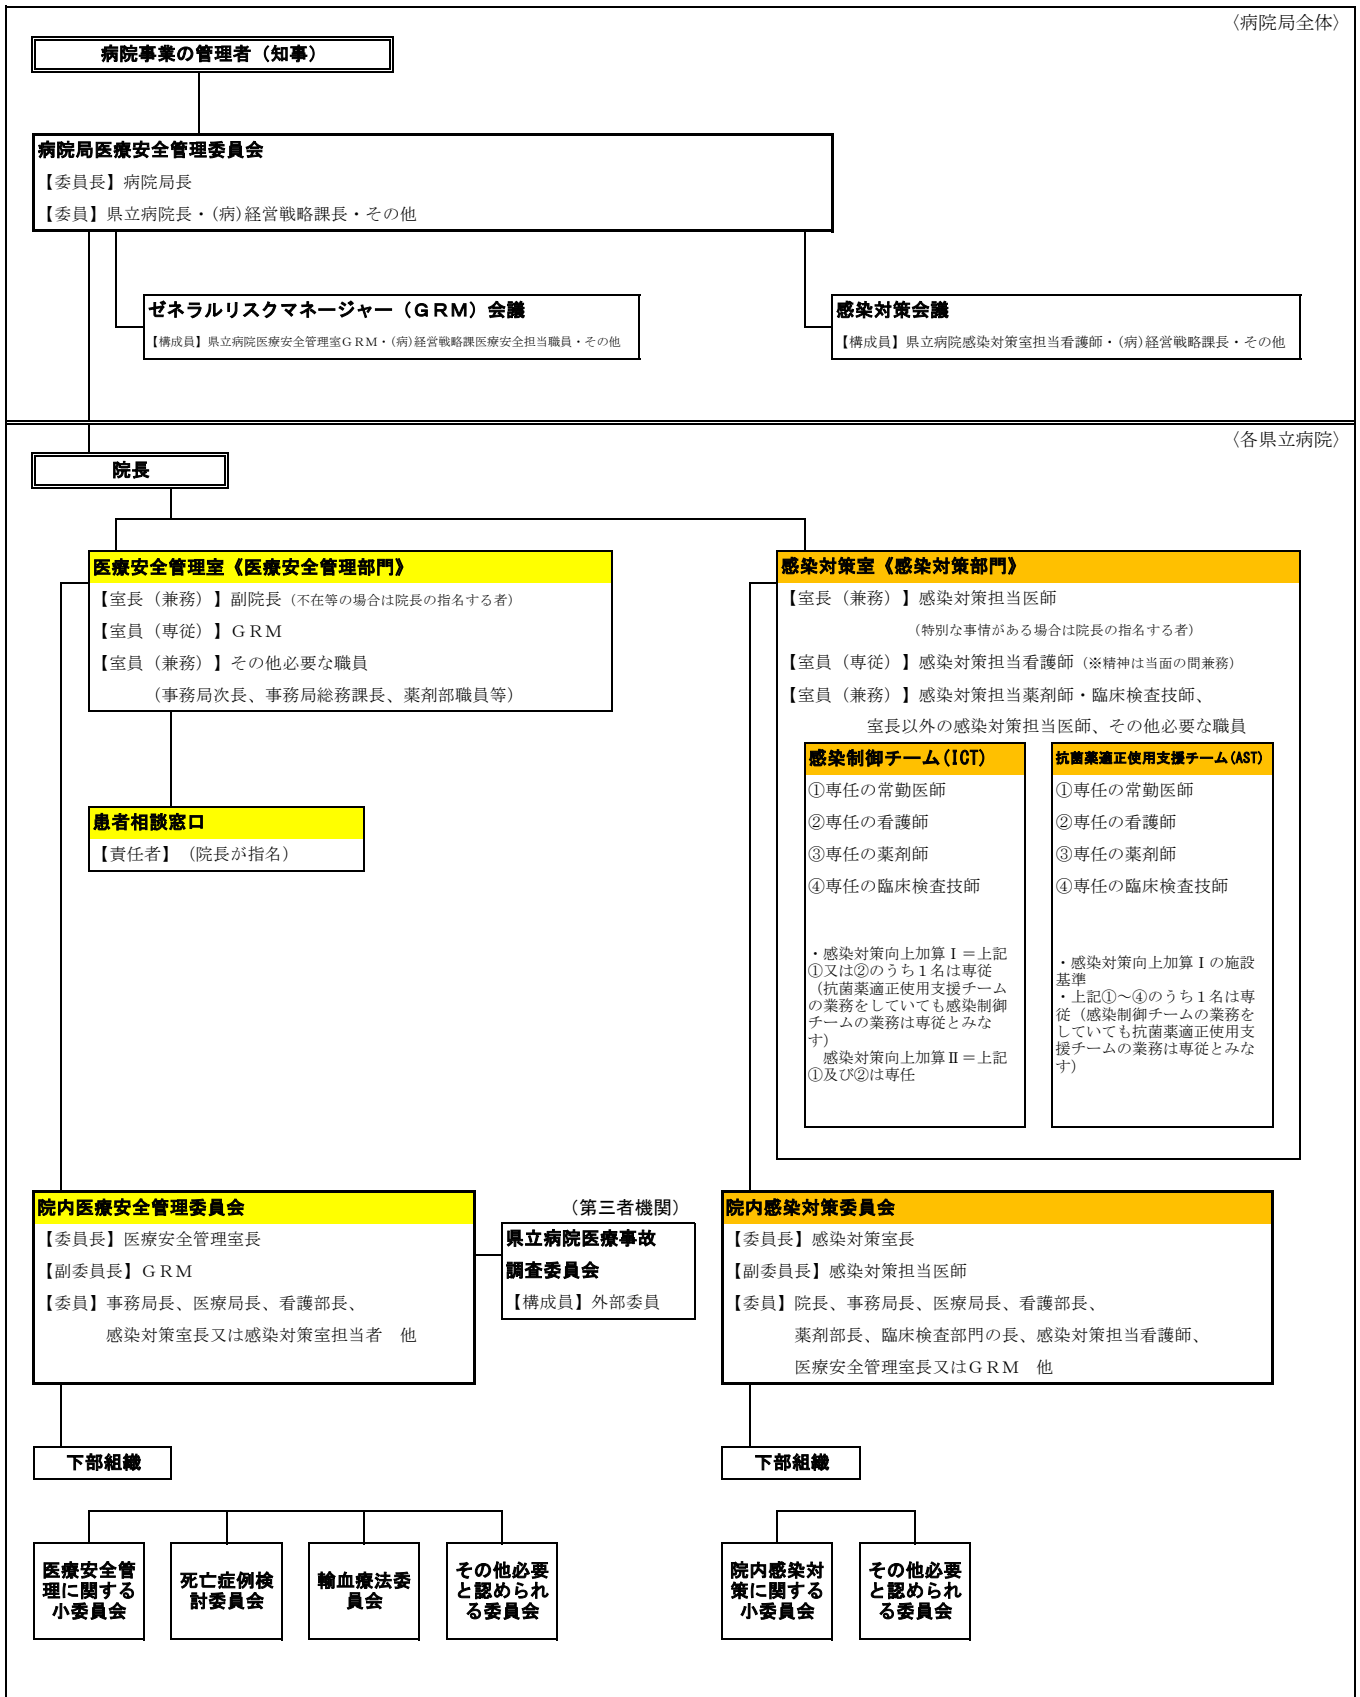 〈病院局全体〉
病院事業の管理者（知事）
病院局医療安全管理委員会
【委員長】病院局長
【委員】県立病院長・(病)経営戦略課長・その他
ゼネラルリスクマネージャー（ＧＲＭ）会議
【構成員】県立病院医療安全管理室ＧＲＭ・(病)経営戦略課医療安全担当職員・その他
感染対策会議
【構成員】県立病院感染対策室担当看護師・(病)経営戦略課長・その他
〈各県立病院〉
院長
医療安全管理室《医療安全管理部門》
【室長（兼務）】副院長（不在等の場合は院長の指名する者）
【室員（専従）】ＧＲＭ
【室員（兼務）】その他必要な職員
（事務局次長、事務局総務課長、薬剤部職員等）
患者相談窓口
【責任者】（院長が指名）
感染対策室《感染対策部門》
【室長（兼務）】感染対策担当医師
（特別な事情がある場合は院長の指名する者）
【室員（専従）】感染対策担当看護師（※精神は当面の間兼務）
【室員（兼務）】感染対策担当薬剤師・臨床検査技師、
室長以外の感染対策担当医師、その他必要な職員
感染制御チーム(ICT)
①専任の常勤医師
②専任の看護師
③専任の薬剤師
④専任の臨床検査技師
・感染対策向上加算Ⅰ＝上記
①又は②のうち１名は専従
（抗菌薬適正使用支援チーム
の業務をしていても感染制御
チームの業務は専従とみな
す）
　感染対策向上加算Ⅱ＝上記
①及び②は専任
抗菌薬適正使用支援チーム(AST)
①専任の常勤医師
②専任の看護師
③専任の薬剤師
④専任の臨床検査技師
・感染対策向上加算Ⅰの施設
基準
・上記①～④のうち１名は専
従（感染制御チームの業務を
していても抗菌薬適正使用支
援チームの業務は専従とみな
す）
院内医療安全管理委員会
【委員長】医療安全管理室長
【副委員長】ＧＲＭ
【委員】事務局長、医療局長、看護部長、
感染対策室長又は感染対策室担当者　他
（第三者機関）
県立病院医療事故
調査委員会
【構成員】外部委員
院内感染対策委員会
【委員長】感染対策室長
【副委員長】感染対策担当医師
【委員】院長、事務局長、医療局長、看護部長、
薬剤部長、臨床検査部門の長、感染対策担当看護師、
医療安全管理室長又はＧＲＭ　他
下部組織
医療安全管
理に関する
小委員会
死亡症例検
討委員会
輸血療法委
員会
その他必要
と認められ
る委員会
下部組織
院内感染対
策に関する
小委員会
その他必要
と認められ
る委員会